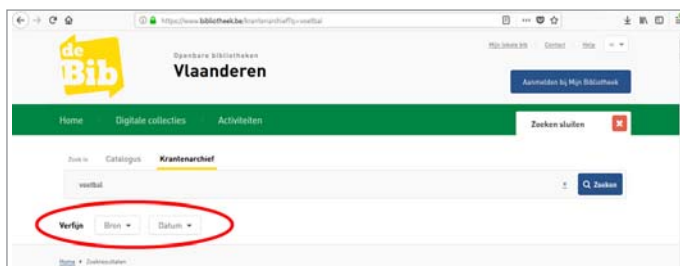 https://www.bibliotheek.be/krantenarchief?q=voetbal
de
Bib
Openbare bibliotheken
Vlaanderen
Mijn lokale bib
Contact
Help
Aanmelden bij Mijn Bibliotheek
Home
Digitale collecties
Activiteiten
Zoeken sluiten
Zoek in
Catalogus
Krantenarchief
voetbal
x
Zoeken
Verfijn
Bron
Datum
Home
Zoekresultaten